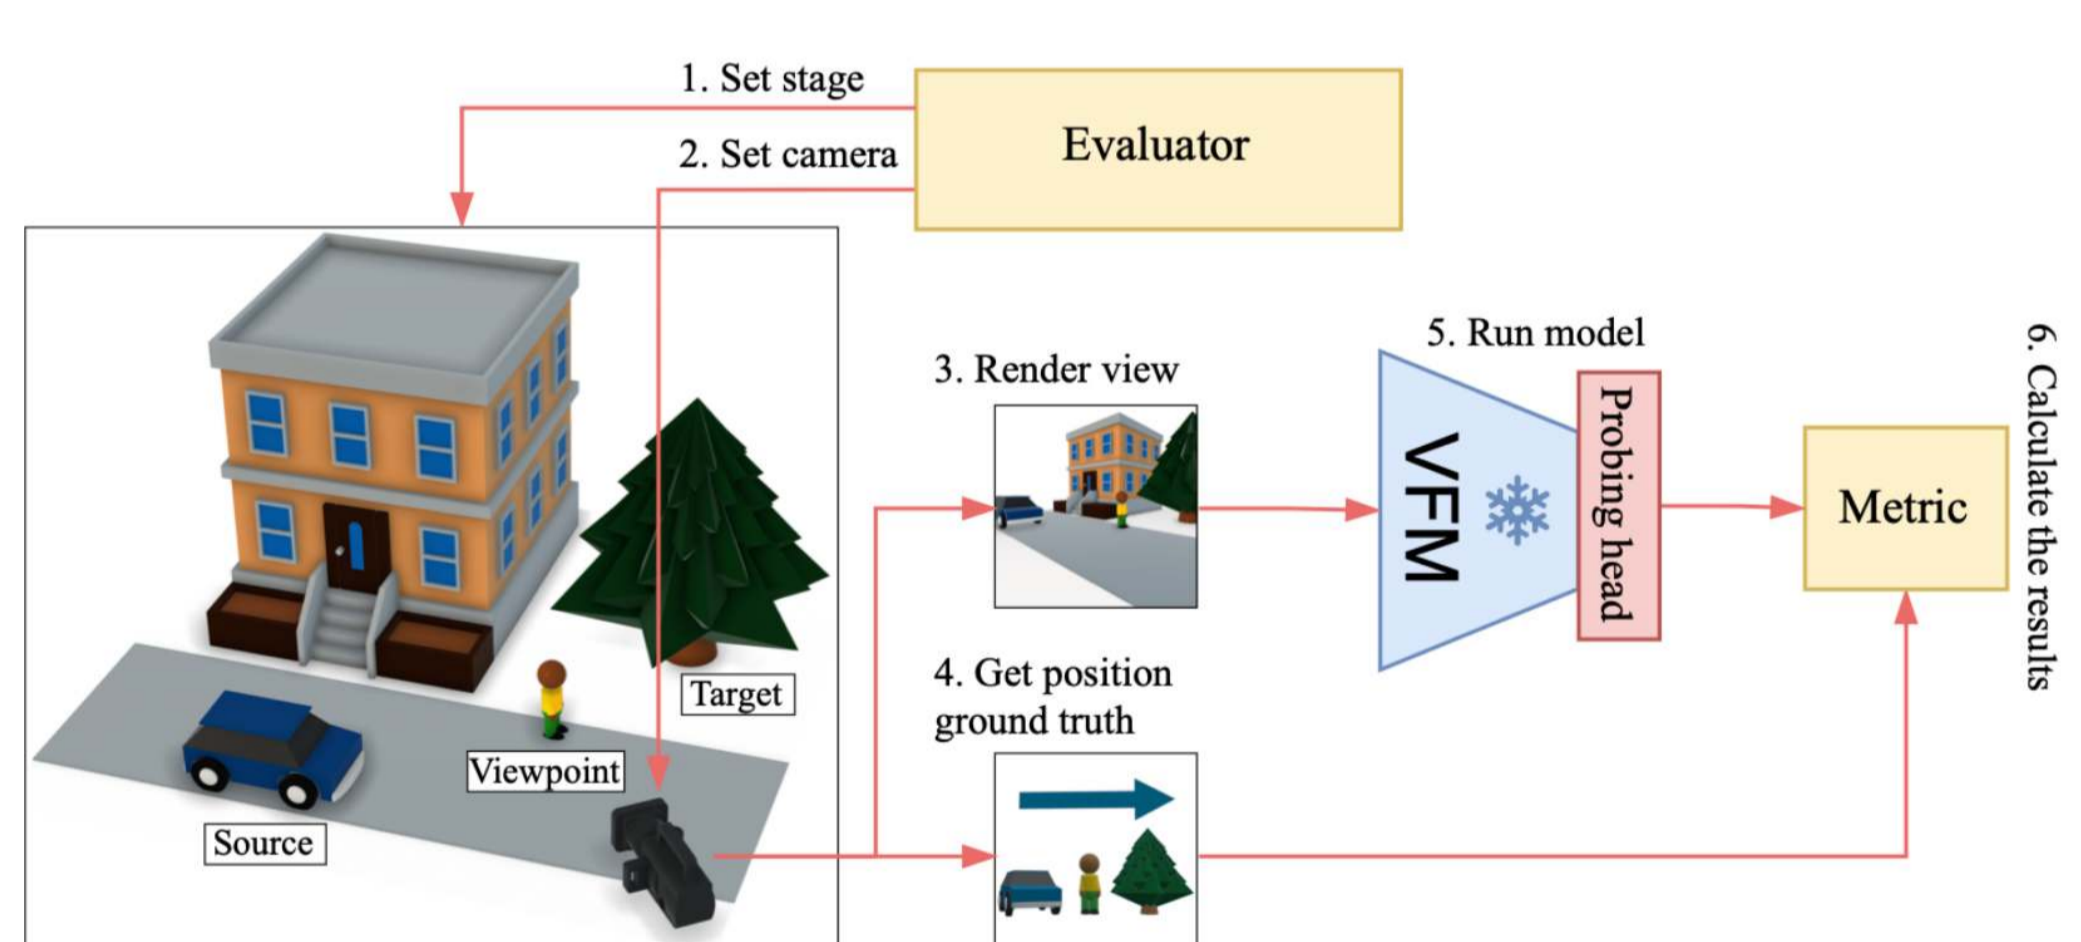 1. Set stage
Evaluator
2. Set camera
5. Run model
3. Render view
6. Calculate the results
Probing head
VFM
Metric
4. Get position
ground truth
Target
Viewpoint
Source